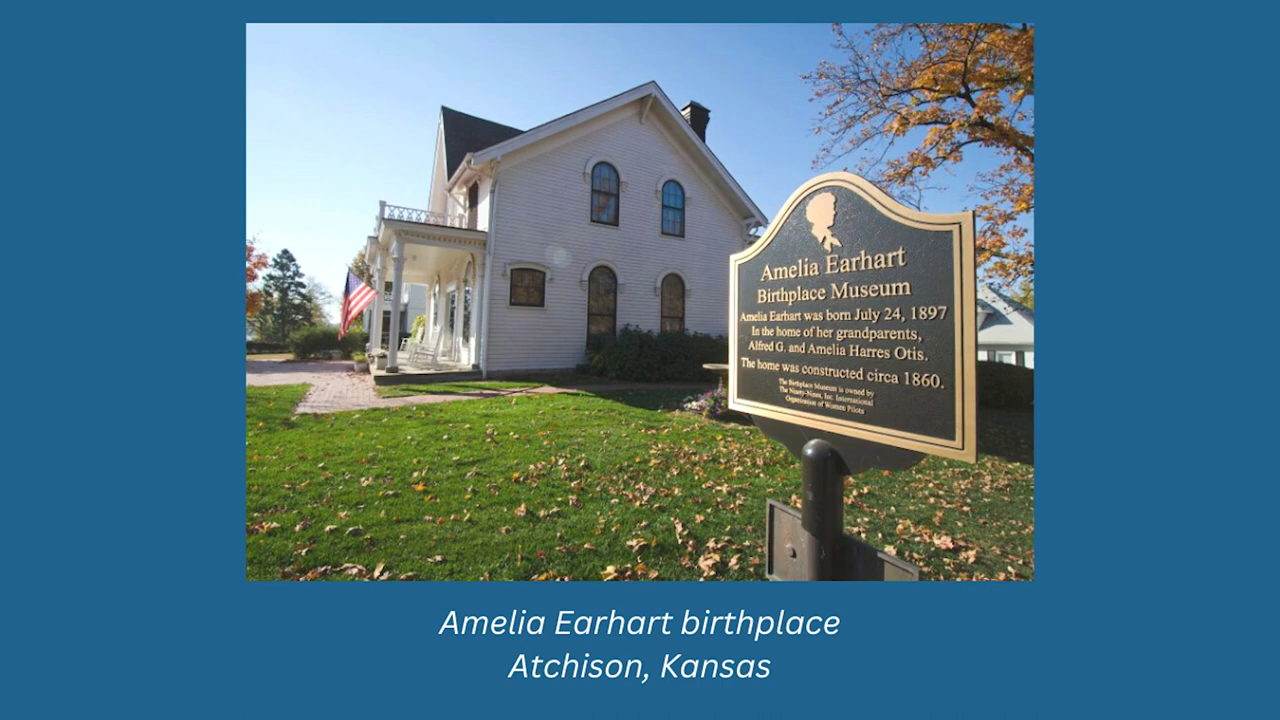 Amelia Earhart
Birthplace Museum
Amelia Earhart was born July 24, 1897
In the home of her grandparents,
Alfred G. and Amelia Harres Otis.
The home was constructed circa 1860.
The Birthplace Museum is owned by
The Ninety-Nines, Inc. International
Organization of Women Pilots
Amelia Earhart birthplace
Atchison, Kansas